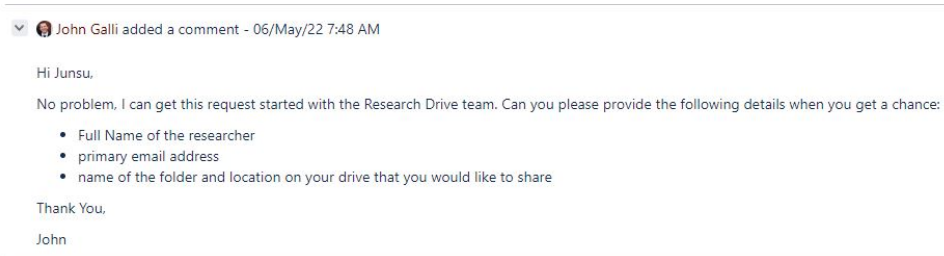 John Galli added a comment - 06/May/22 7:48 AM
Hi Junsu,
No problem, I can get this request started with the Research Drive team. Can you please provide the following details when you get a chance:
• Full Name of the researcher
• primary email address
• name of the folder and location on your drive that you would like to share
Thank You,
John